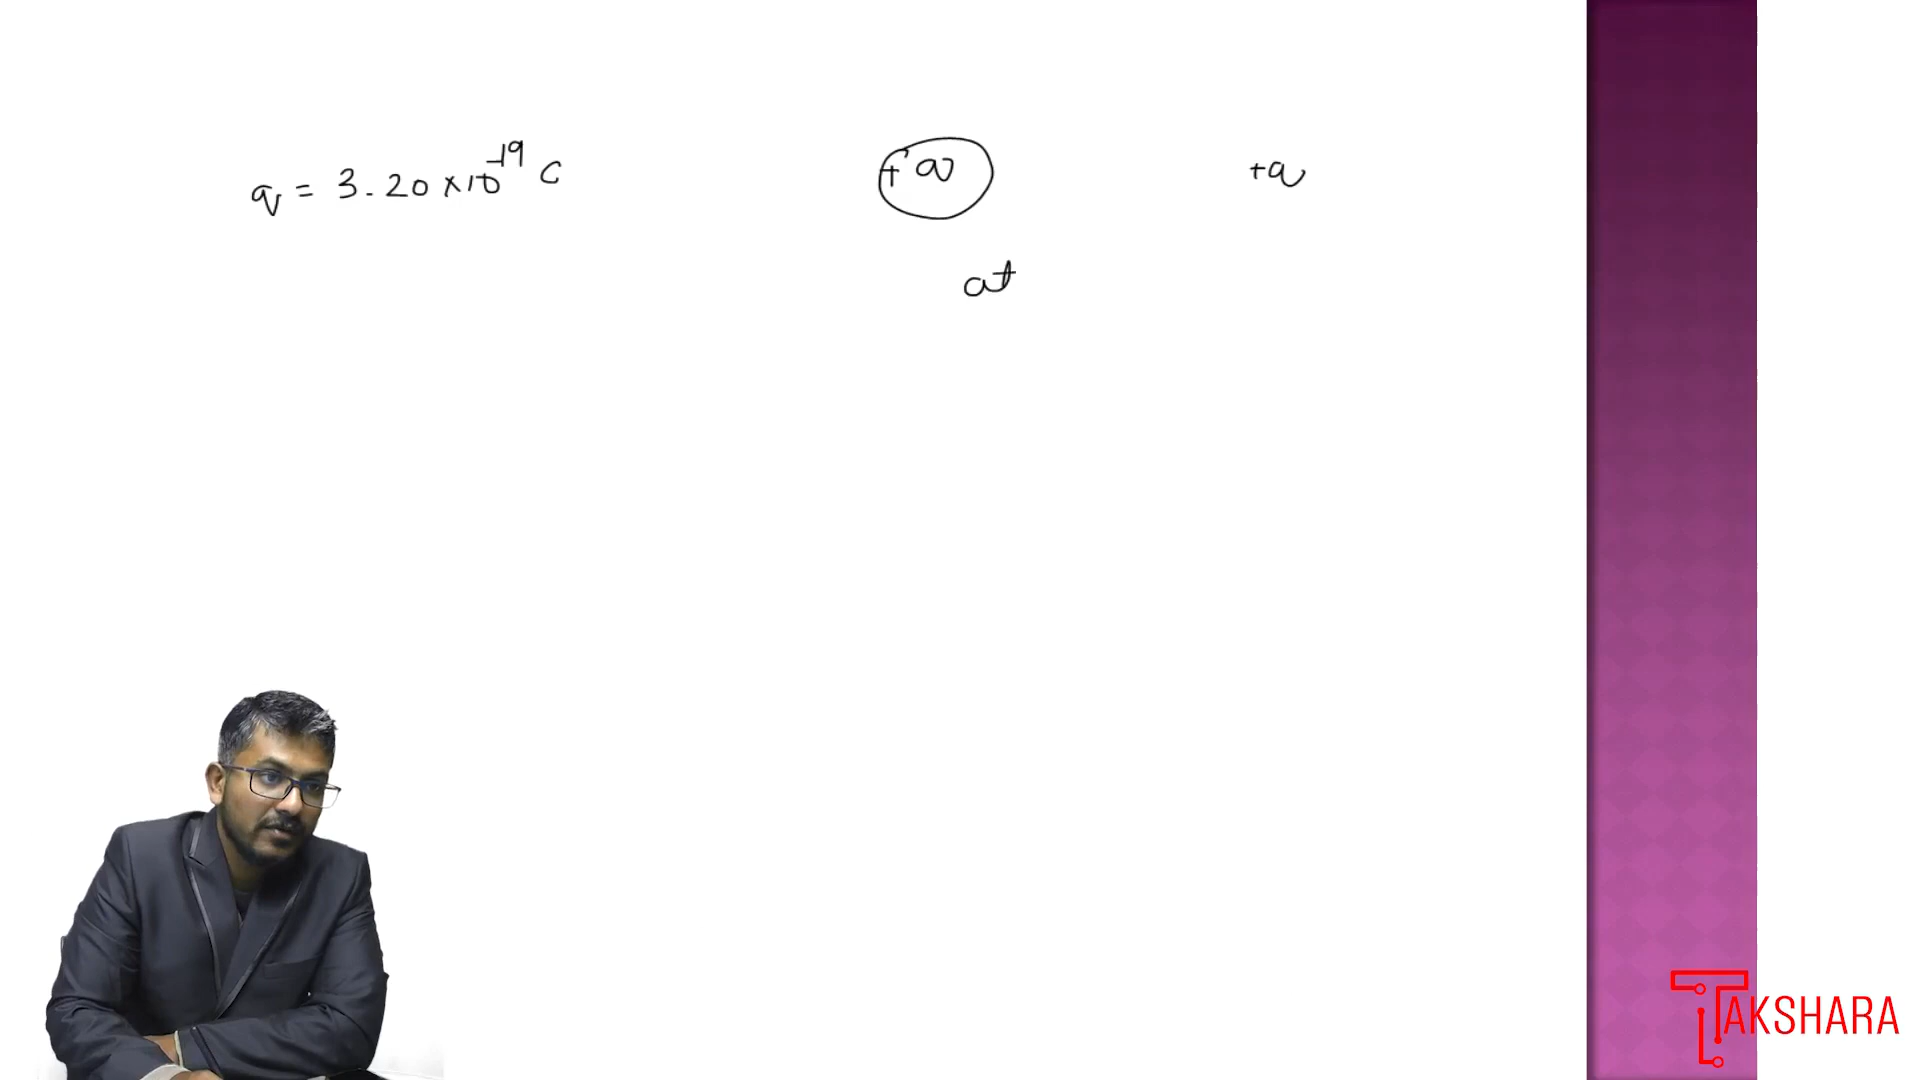 q = 3.20 × 10⁻¹⁹ C
+q
+q
at
TAKSHARA